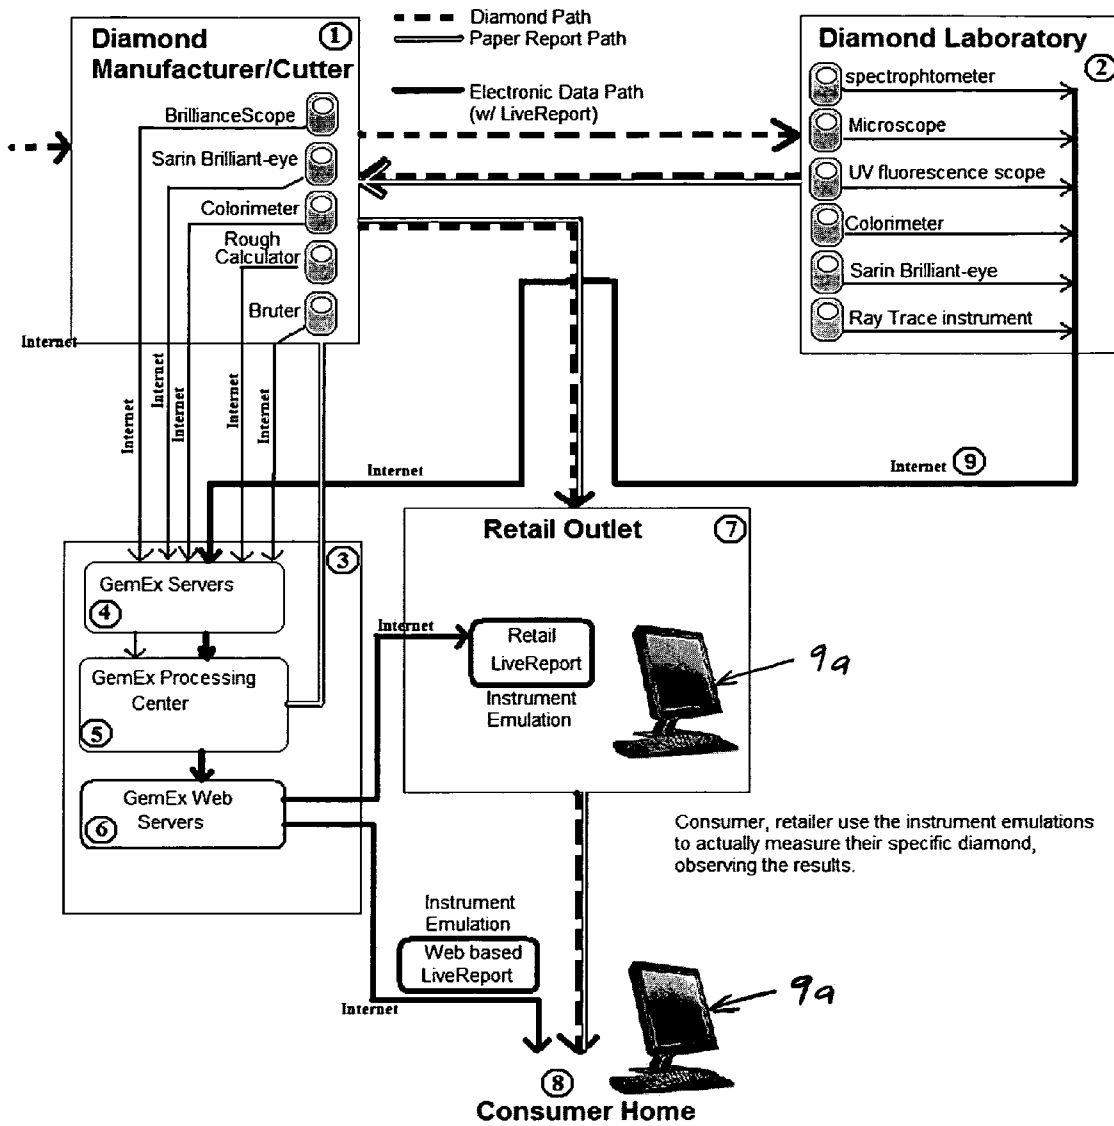 Diamond Path
Paper Report Path
Electronic Data Path
(w/ LiveReport)
Diamond
Manufacturer/Cutter
1
BrillianceScope
Sarin Brilliant-eye
Colorimeter
Rough
Calculator
Bruter
Diamond Laboratory
2
spectrophtometer
Microscope
UV fluorescence scope
Colorimeter
Sarin Brilliant-eye
Ray Trace instrument
Internet
Internet
Internet
Internet
Internet
Internet
Internet
Internet 9
3
GemEx Servers
4
GemEx Processing
Center
5
GemEx Web
Servers
6
Retail Outlet
7
Internet
Retail
LiveReport
Instrument
Emulation
9a
Consumer, retailer use the instrument emulations
to actually measure their specific diamond,
observing the results.
Instrument
Emulation
Web based
LiveReport
Internet
9a
8
Consumer Home